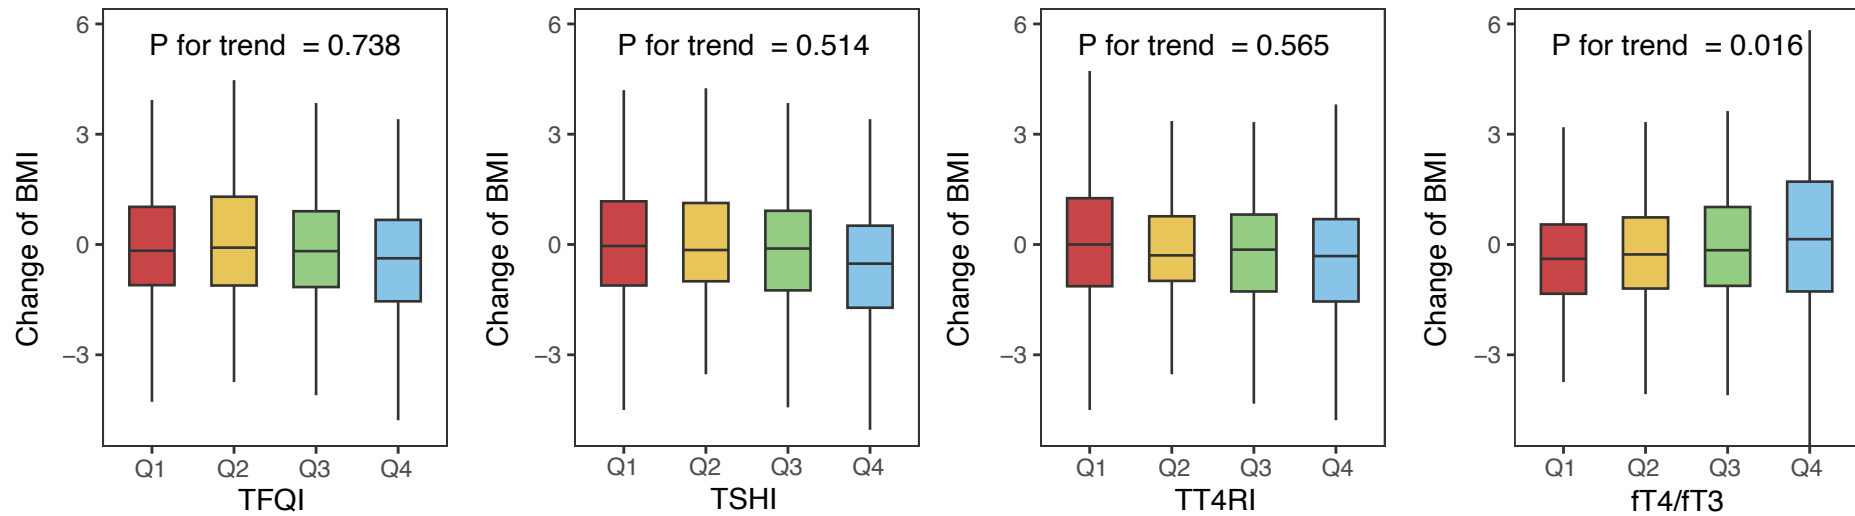 Change of BMI
6
3
0
−3
P for trend = 0.738
Q1 Q2 Q3 Q4
TFQI
Change of BMI
6
3
0
−3
P for trend = 0.514
Q1 Q2 Q3 Q4
TSHI
Change of BMI
6
3
0
−3
P for trend = 0.565
Q1 Q2 Q3 Q4
TT4RI
Change of BMI
6
3
0
−3
P for trend = 0.016
Q1 Q2 Q3 Q4
fT4/fT3